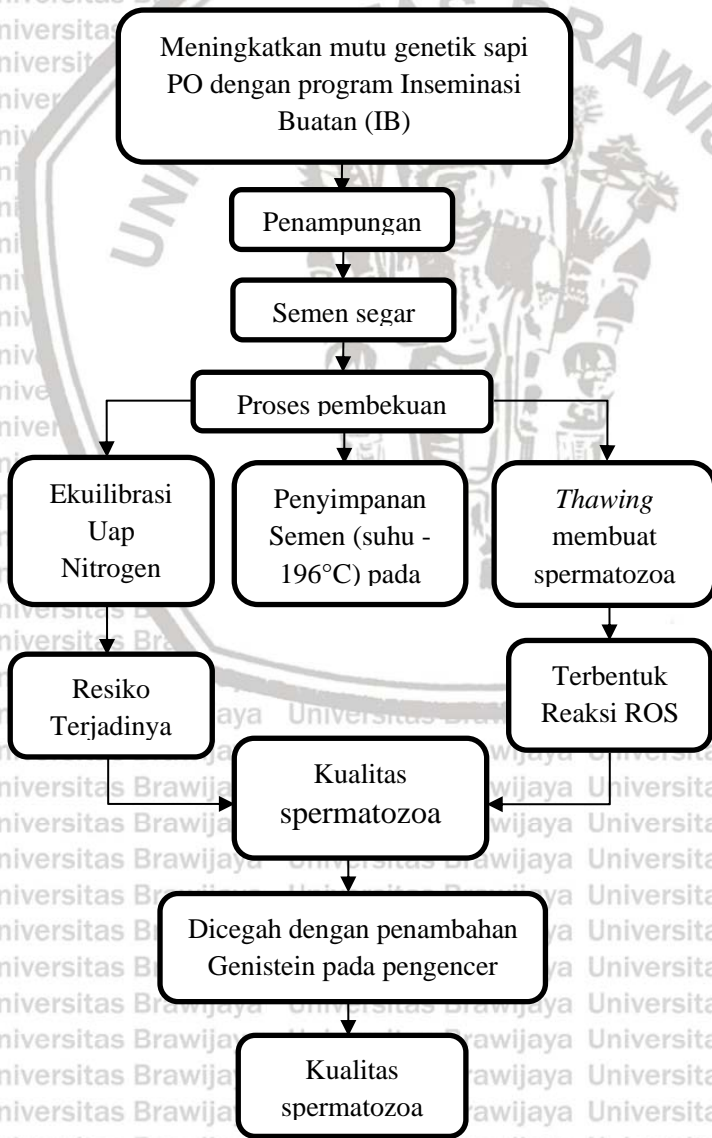 Meningkatkan mutu genetik sapi
PO dengan program Inseminasi
Buatan (IB)
Penampungan
Semen segar
Proses pembekuan
Ekuilibrasi
Uap
Nitrogen
Penyimpanan
Semen (suhu -
196°C) pada
Thawing
membuat
spermatozoa
Resiko
Terjadinya
Terbentuk
Reaksi ROS
Kualitas
spermatozoa
Dicegah dengan penambahan
Genistein pada pengencer
Kualitas
spermatozoa